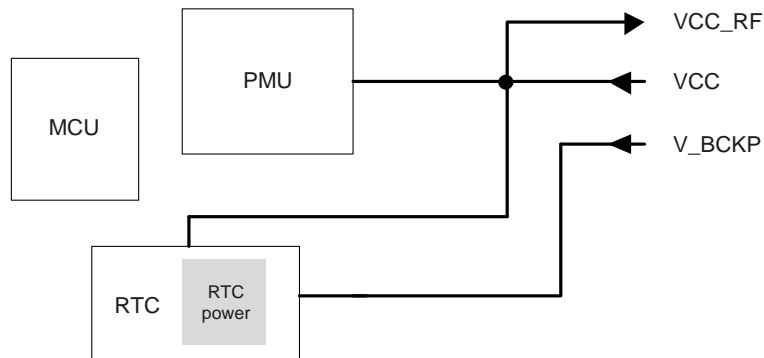 VCC_RF
PMU
VCC
MCU
V_BCKP
RTC
RTC
power